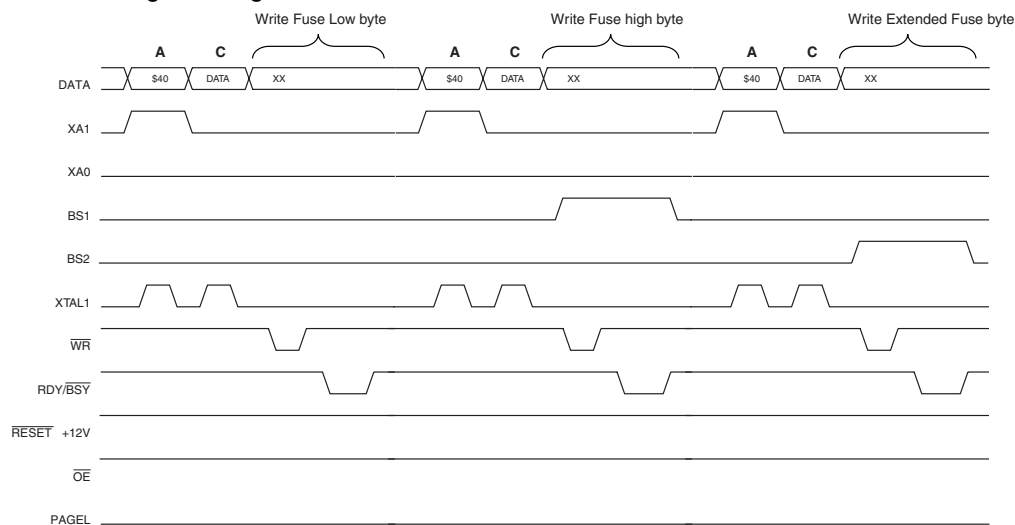 Write Fuse Low byte Write Fuse high byte Write Extended Fuse byte
A C A C A C
DATA $40 DATA XX $40 DATA XX $40 DATA XX
XA1
XA0
BS1
BS2
XTAL1
WR
RDY/BSY
RESET +12V
OE
PAGEL